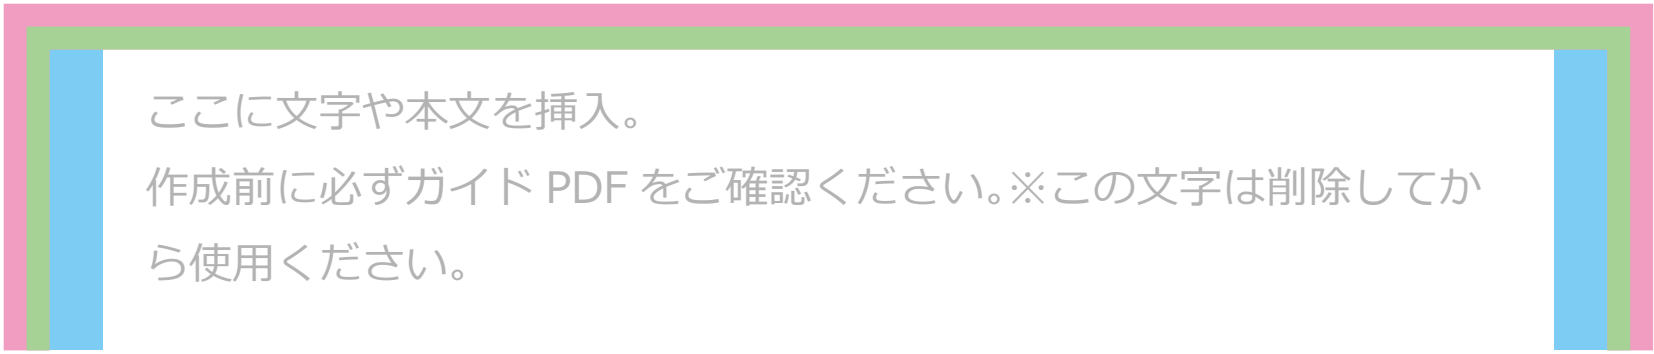 ここに文字や本文を挿入。
作成前に必ずガイド PDF をご確認ください。※この文字は削除してか
ら使用ください。